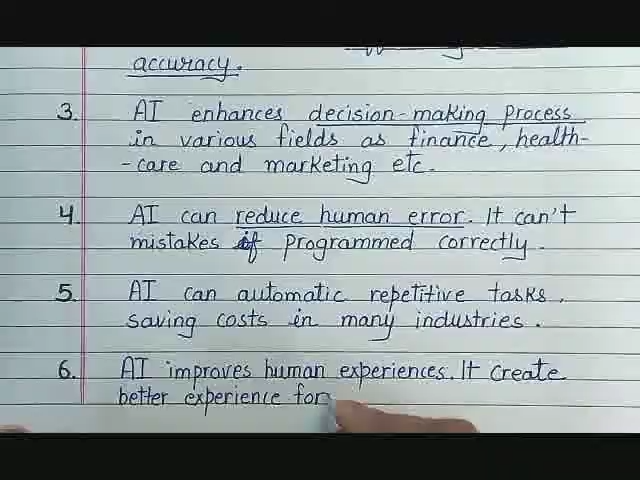 accuracy.
3. AI enhances decision-making process
in various fields as finance, health-
-care and marketing etc.
4. AI can reduce human error. It can't
mistakes if programmed correctly.
5. AI can automatic repetitive tasks,
saving costs in many industries.
6. AI improves human experiences. It create
better experience for